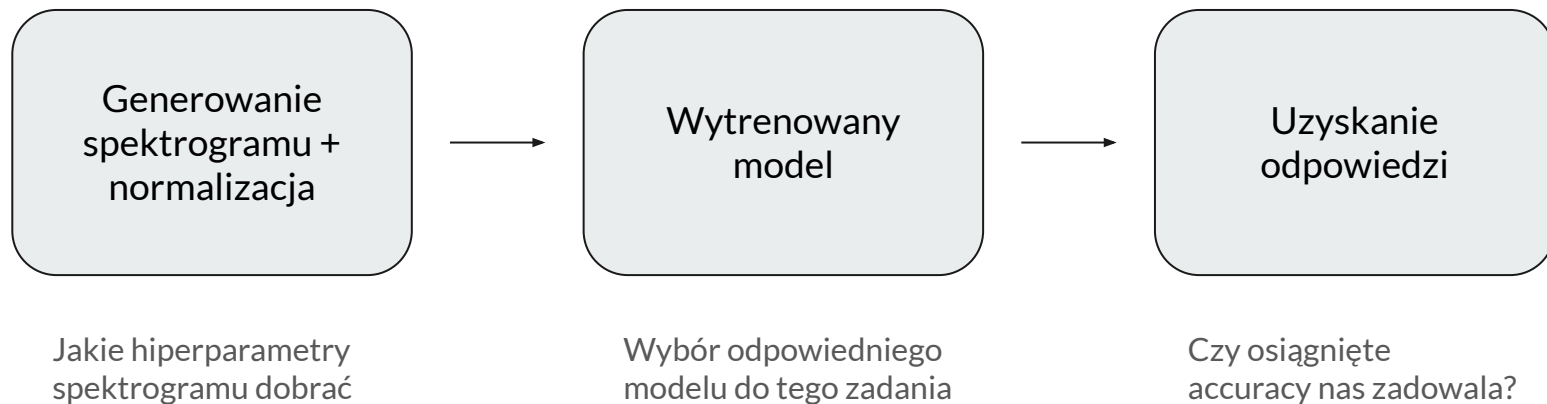 Generowanie
spektrogramu +
normalizacja
Wytrenowany
model
Uzyskanie
odpowiedzi
Jakie hiperparametry
spektrogramu dobrać
Wybór odpowiedniego
modelu do tego zadania
Czy osiągnięte
accuracy nas zadowala?